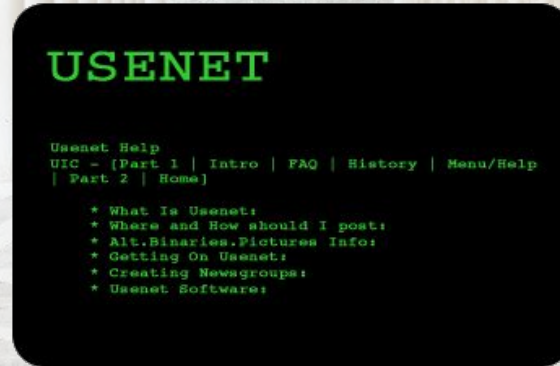 USENET
Usenet Help
UIC - [Part 1 | Intro | FAQ | History | Menu/Help
| Part 2 | Home]
* What Is Usenet:
* Where and How should I post:
* Alt.Binaries.Pictures Info:
* Getting On Usenet:
* Creating Newsgroups:
* Usenet Software: